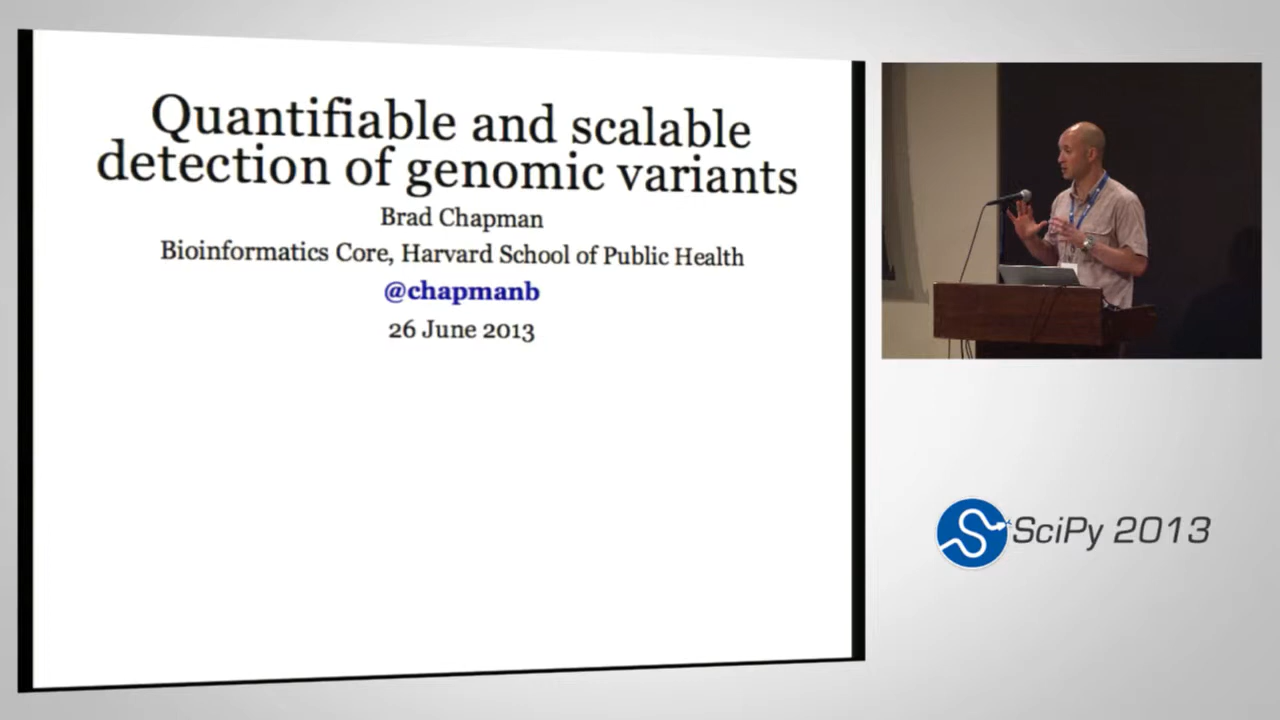 Quantifiable and scalable
detection of genomic variants
Brad Chapman
Bioinformatics Core, Harvard School of Public Health
@chapmanb
26 June 2013
SciPy 2013